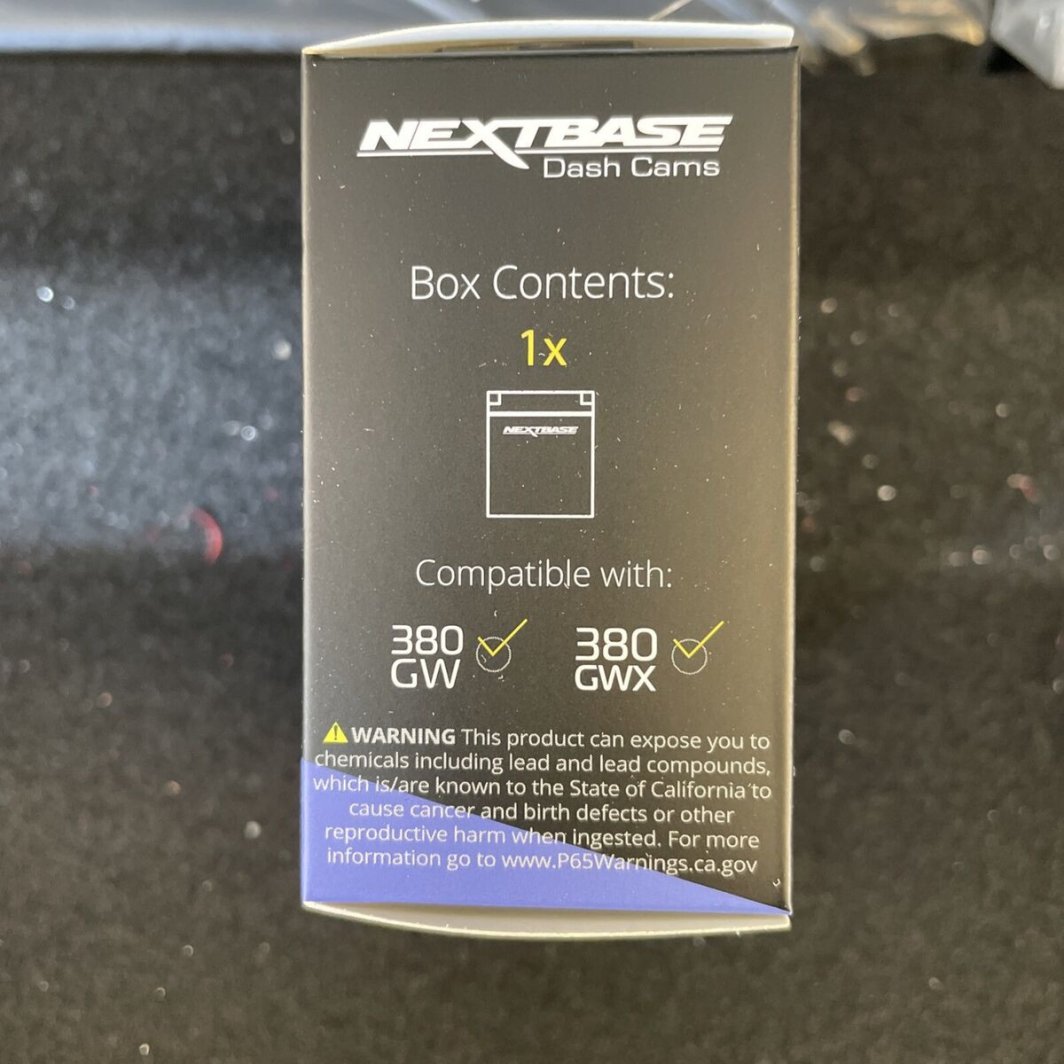 NEXTBASE
Dash Cams
Box Contents:
1x
NEXTBASE
Compatible with:
380 GW
380 GWX
WARNING This product can expose you to
chemicals including lead and lead compounds,
which is/are known to the State of California to
cause cancer and birth defects or other
reproductive harm when ingested. For more
information go to www.P65Warnings.ca.gov